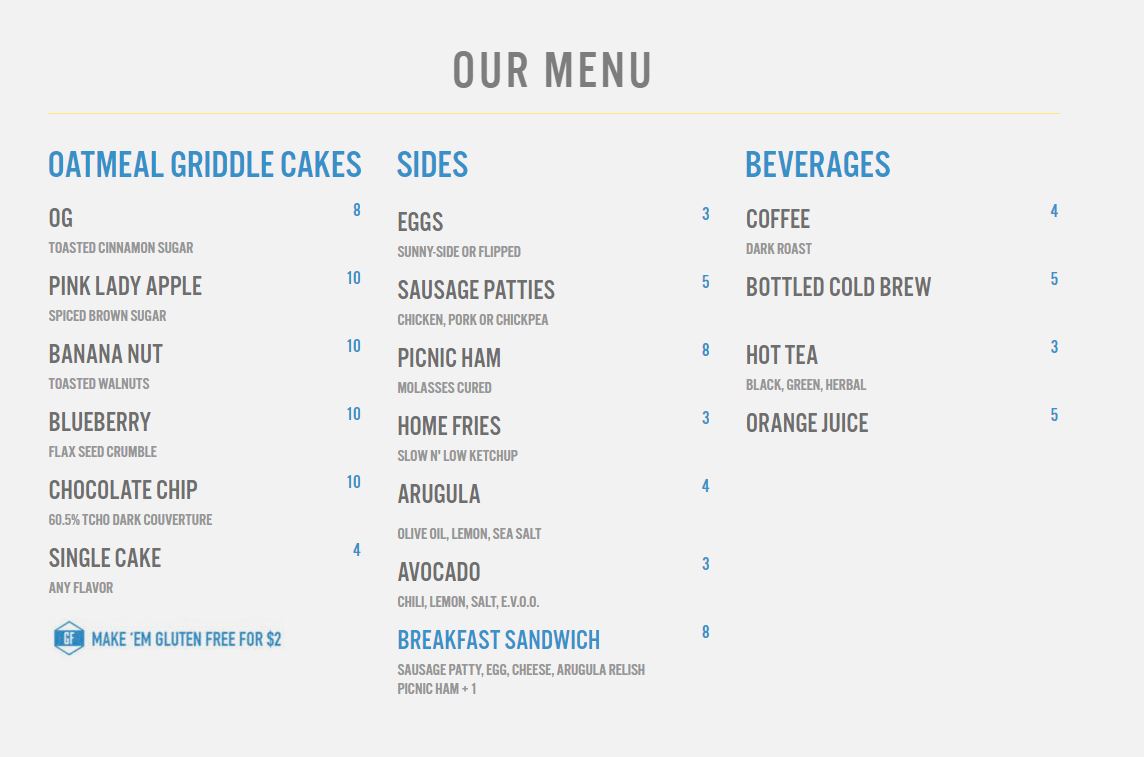 OUR MENU
OATMEAL GRIDDLE CAKES
OG 8
TOASTED CINNAMON SUGAR
PINK LADY APPLE 10
SPICED BROWN SUGAR
BANANA NUT 10
TOASTED WALNUTS
BLUEBERRY 10
FLAX SEED CRUMBLE
CHOCOLATE CHIP 10
60.5% TCHO DARK COUVERTURE
SINGLE CAKE 4
ANY FLAVOR
GF MAKE 'EM GLUTEN FREE FOR $2
SIDES
EGGS 3
SUNNY-SIDE OR FLIPPED
SAUSAGE PATTIES 5
CHICKEN, PORK OR CHICKPEA
PICNIC HAM 8
MOLASSES CURED
HOME FRIES 3
SLOW N' LOW KETCHUP
ARUGULA 4
OLIVE OIL, LEMON, SEA SALT
AVOCADO 3
CHILI, LEMON, SALT, E.V.O.O.
BREAKFAST SANDWICH 8
SAUSAGE PATTY, EGG, CHEESE, ARUGULA RELISH
PICNIC HAM + 1
BEVERAGES
COFFEE 4
DARK ROAST
BOTTLED COLD BREW 5
HOT TEA 3
BLACK, GREEN, HERBAL
ORANGE JUICE 5